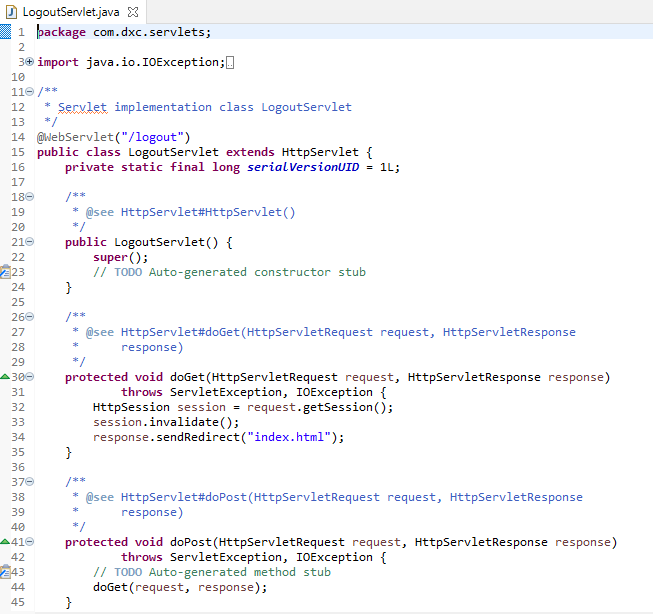 LogoutServlet.java
1 package com.dxc.servlets;
2
3 import java.io.IOException;
10
11 /**
12  * Servlet implementation class LogoutServlet
13  */
14 @WebServlet("/logout")
15 public class LogoutServlet extends HttpServlet {
16     private static final long serialVersionUID = 1L;
17
18     /**
19      * @see HttpServlet#HttpServlet()
20      */
21     public LogoutServlet() {
22         super();
23         // TODO Auto-generated constructor stub
24     }
25
26     /**
27      * @see HttpServlet#doGet(HttpServletRequest request, HttpServletResponse
28      *      response)
29      */
30     protected void doGet(HttpServletRequest request, HttpServletResponse response)
31             throws ServletException, IOException {
32         HttpSession session = request.getSession();
33         session.invalidate();
34         response.sendRedirect("index.html");
35     }
36
37     /**
38      * @see HttpServlet#doPost(HttpServletRequest request, HttpServletResponse
39      *      response)
40      */
41     protected void doPost(HttpServletRequest request, HttpServletResponse response)
42             throws ServletException, IOException {
43         // TODO Auto-generated method stub
44         doGet(request, response);
45     }